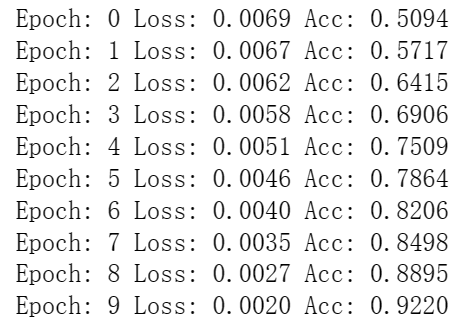 Epoch: 0 Loss: 0.0069 Acc: 0.5094
Epoch: 1 Loss: 0.0067 Acc: 0.5717
Epoch: 2 Loss: 0.0062 Acc: 0.6415
Epoch: 3 Loss: 0.0058 Acc: 0.6906
Epoch: 4 Loss: 0.0051 Acc: 0.7509
Epoch: 5 Loss: 0.0046 Acc: 0.7864
Epoch: 6 Loss: 0.0040 Acc: 0.8206
Epoch: 7 Loss: 0.0035 Acc: 0.8498
Epoch: 8 Loss: 0.0027 Acc: 0.8895
Epoch: 9 Loss: 0.0020 Acc: 0.9220